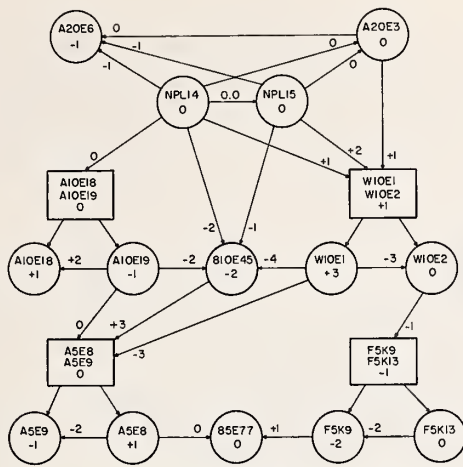 A20E6
-1
0
A20E3
0
-1
-1
0
0
NPL14
0
0.0
NPL15
0
0
+2
+1
+1
A10E18
A10E19
0
-2
-1
W10E1
W10E2
+1
A10E18
+1
+2
A10E19
-1
-2
810E45
-2
-4
W10E1
+3
-3
W10E2
0
0
+3
-3
-1
A5E8
A5E9
0
F5K9
F5K13
-1
A5E9
-1
-2
A5E8
+1
0
85E77
0
+1
F5K9
-2
-2
F5K13
0